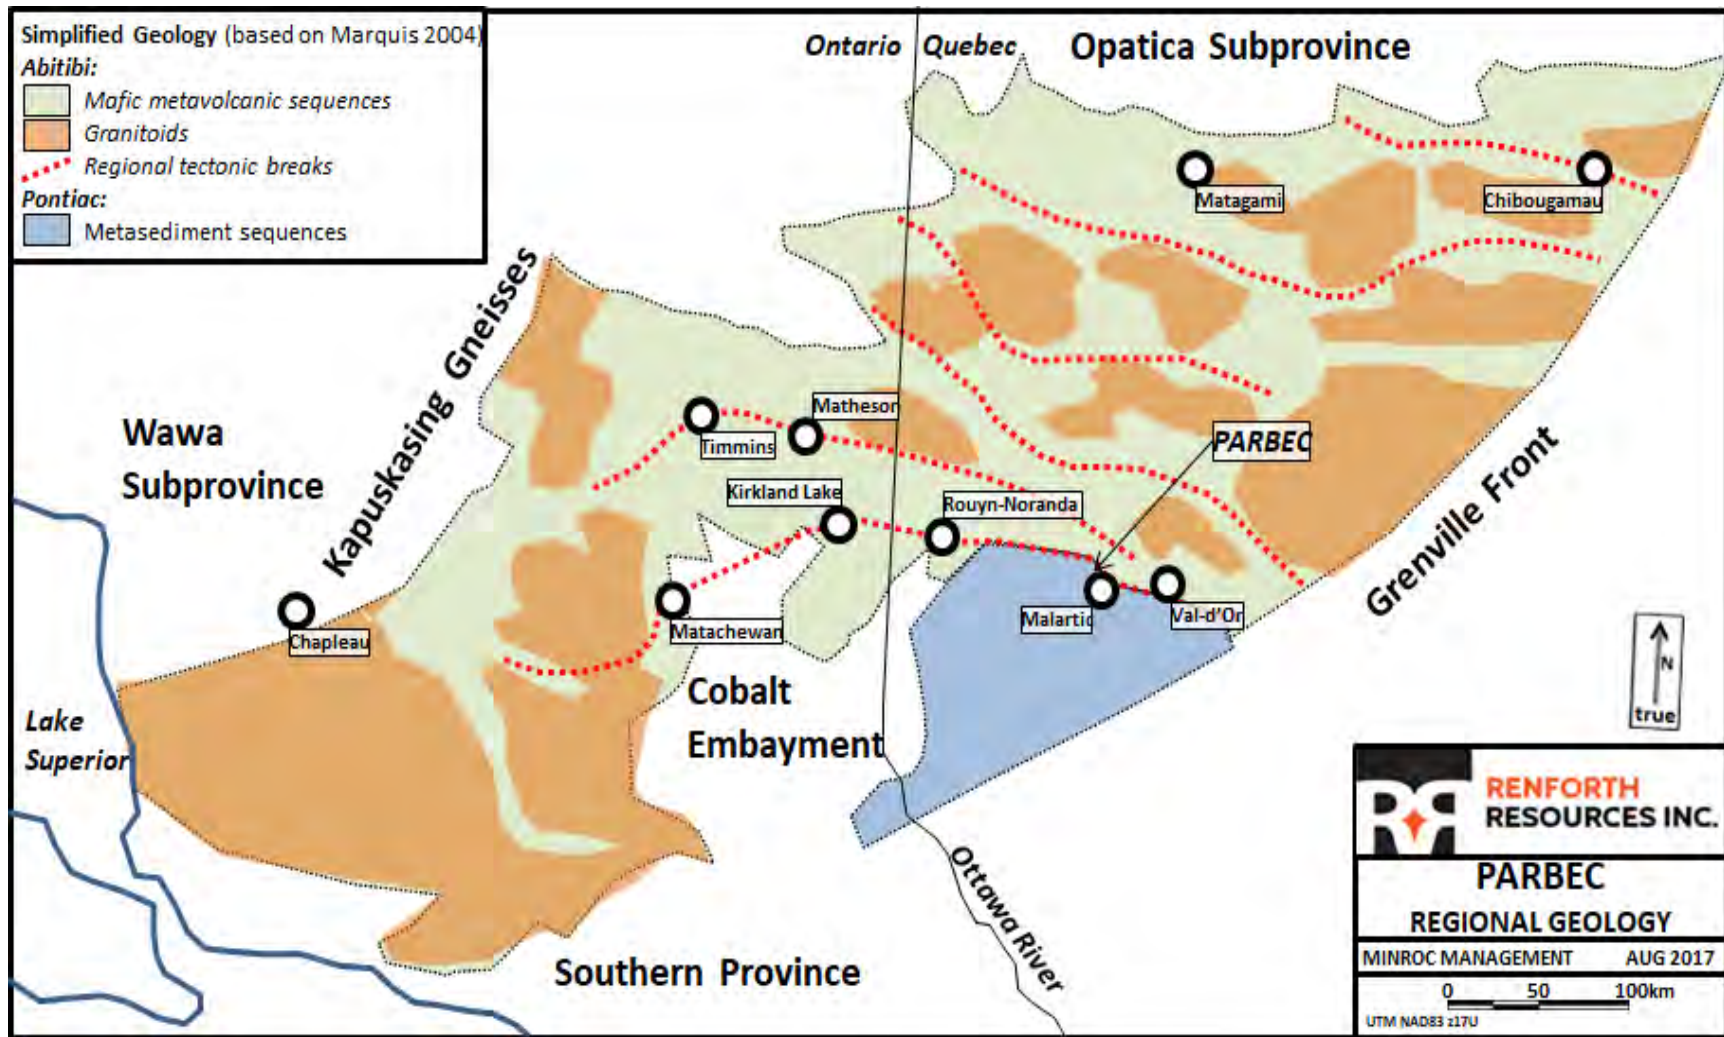 Simplified Geology (based on Marquis 2004)
Abitibi:
Mafic metavolcanic sequences
Granitoids
Regional tectonic breaks
Pontiac:
Metasediment sequences
Ontario
Quebec
Opatica Subprovince
Matagami
Chibougamau
Kapuskasing Gneisses
Wawa
Subprovince
Matheson
Timmins
PARBEC
Kirkland Lake
Rouyn-Noranda
Grenville Front
Chapleau
Matachewan
Malartic
Val-d'Or
Cobalt
Embayment
Lake
Superior
N
true
Ottawa River
Southern Province
RENFORTH
RESOURCES INC.
PARBEC
REGIONAL GEOLOGY
MINROC MANAGEMENT AUG 2017
0 50 100km
UTM NAD83 z17U